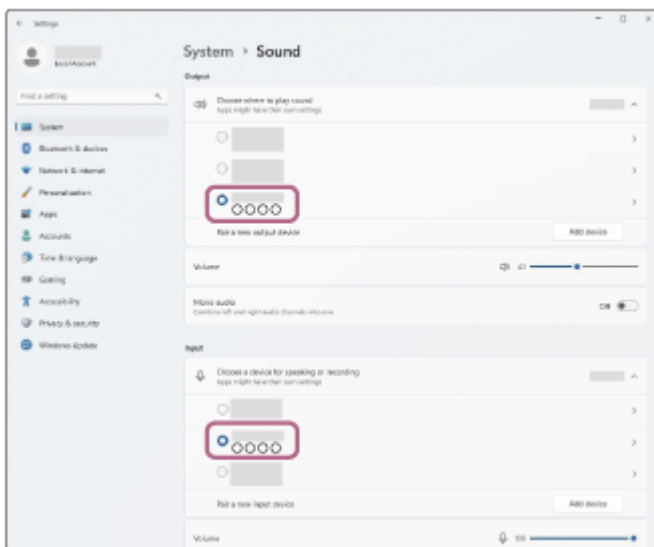 Settings
Local Account
System > Sound
Find a setting
System
Bluetooth & devices
Network & internet
Personalization
Apps
Accounts
Time & language
Gaming
Accessibility
Privacy & security
Windows Update
Output
Choose where to play sound
Apps might have their own settings
Pair a new output device
Add device
Volume
Mono audio
Combine left and right audio channels into one
Off
Input
Choose a device for speaking or recording
Apps might have their own settings
Pair a new input device
Add device
Volume
100